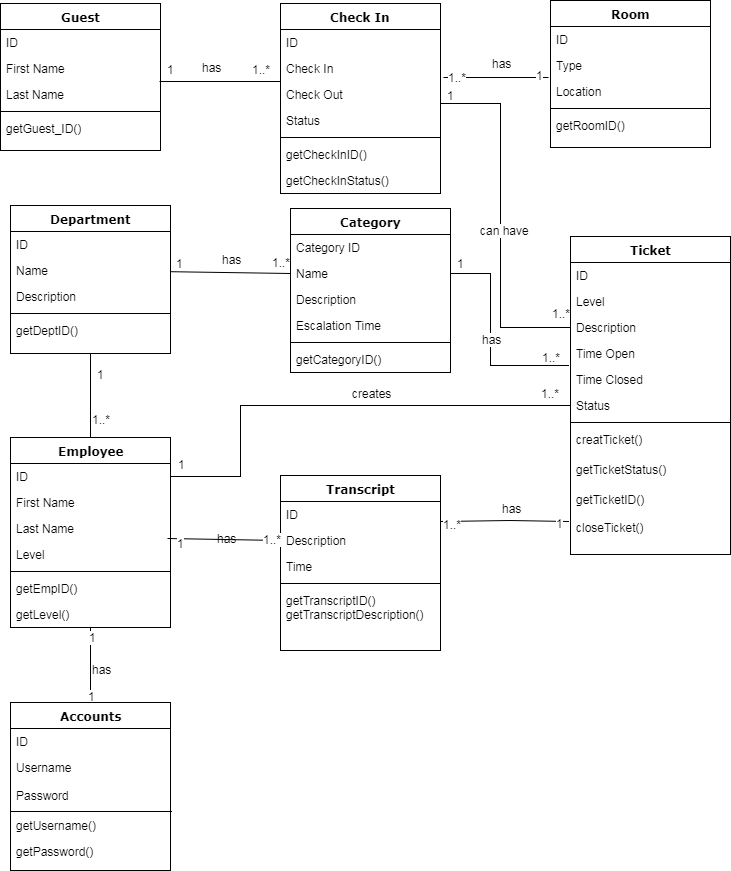 Guest
ID
First Name
Last Name
getGuest_ID()
1
has
1..*
Check In
ID
Check In
Check Out
Status
getCheckInID()
getCheckInStatus()
1..*
has
1
1
Room
ID
Type
Location
getRoomID()
can have
1..*
Department
ID
Name
Description
getDeptID()
1
has
1..*
Category
Category ID
Name
Description
Escalation Time
getCategoryID()
1
has
1..*
Ticket
ID
Level
Description
Time Open
Time Closed
Status
creatTicket()
getTicketStatus()
getTicketID()
closeTicket()
1
1..*
creates
1..*
1
Employee
ID
First Name
Last Name
Level
getEmpID()
getLevel()
1
has
1..*
Transcript
ID
Description
Time
getTranscriptID()
getTranscriptDescription()
1..*
has
1
1
has
1
Accounts
ID
Username
Password
getUsername()
getPassword()